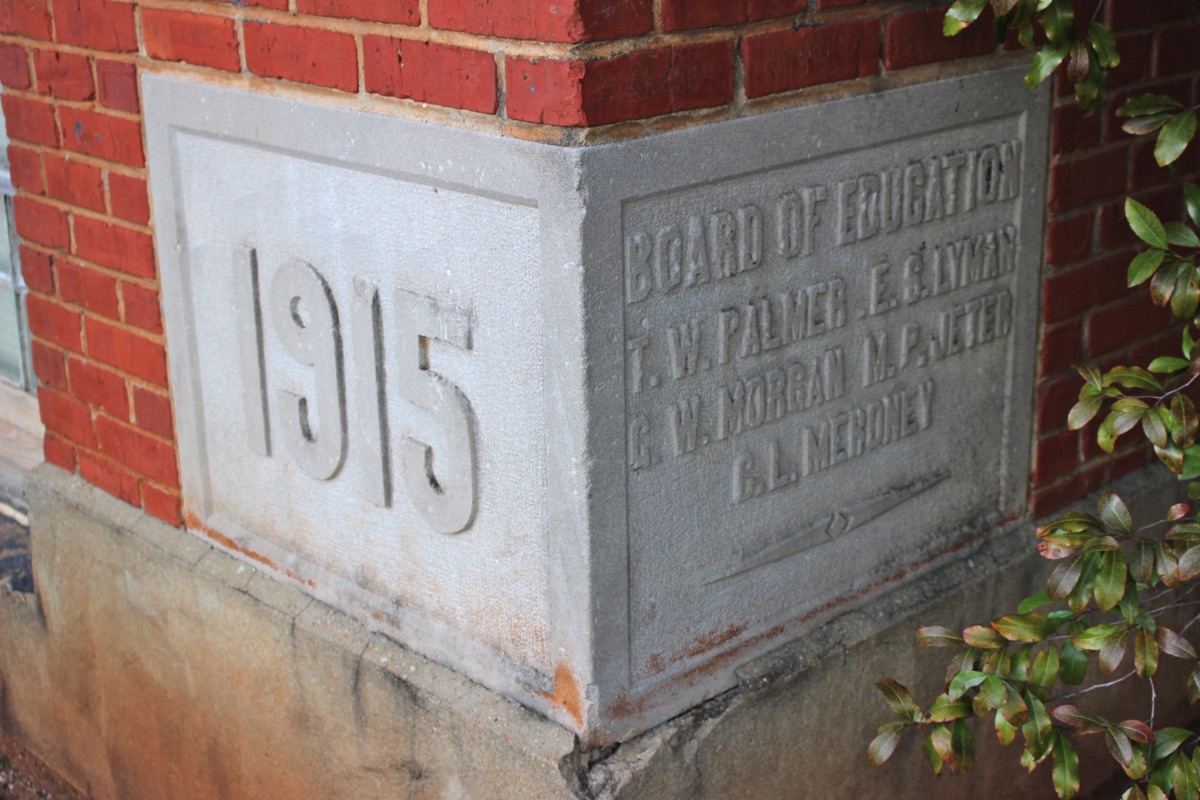 1915
BOARD OF EDUCATION
T. W. PALMER. E. S. LYMAN
G. W. MORGAN M. P. JETER
C. L. MERONEY